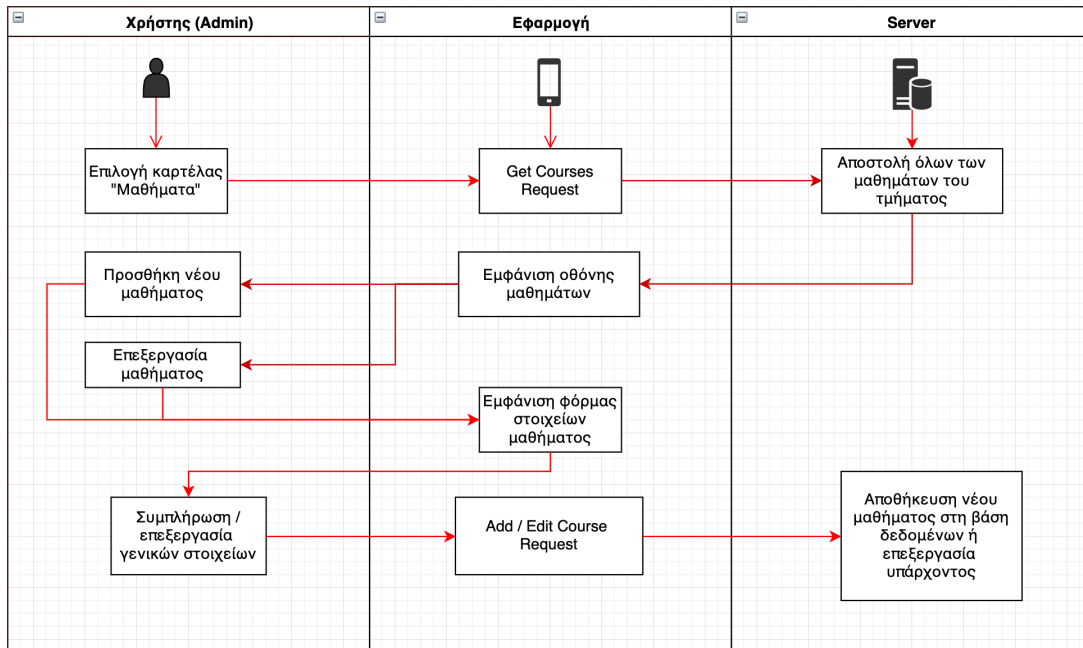 Χρήστης (Admin)
Εφαρμογή
Server
Επιλογή καρτέλας
"Μαθήματα"
Get Courses
Request
Αποστολή όλων των
μαθημάτων του
τμήματος
Προσθήκη νέου
μαθήματος
Εμφάνιση οθόνης
μαθημάτων
Επεξεργασία
μαθήματος
Εμφάνιση φόρμας
στοιχείων
μαθήματος
Συμπλήρωση /
επεξεργασία
γενικών στοιχείων
Add / Edit Course
Request
Αποθήκευση νέου
μαθήματος στη βάση
δεδομένων ή
επεξεργασία
υπάρχοντος